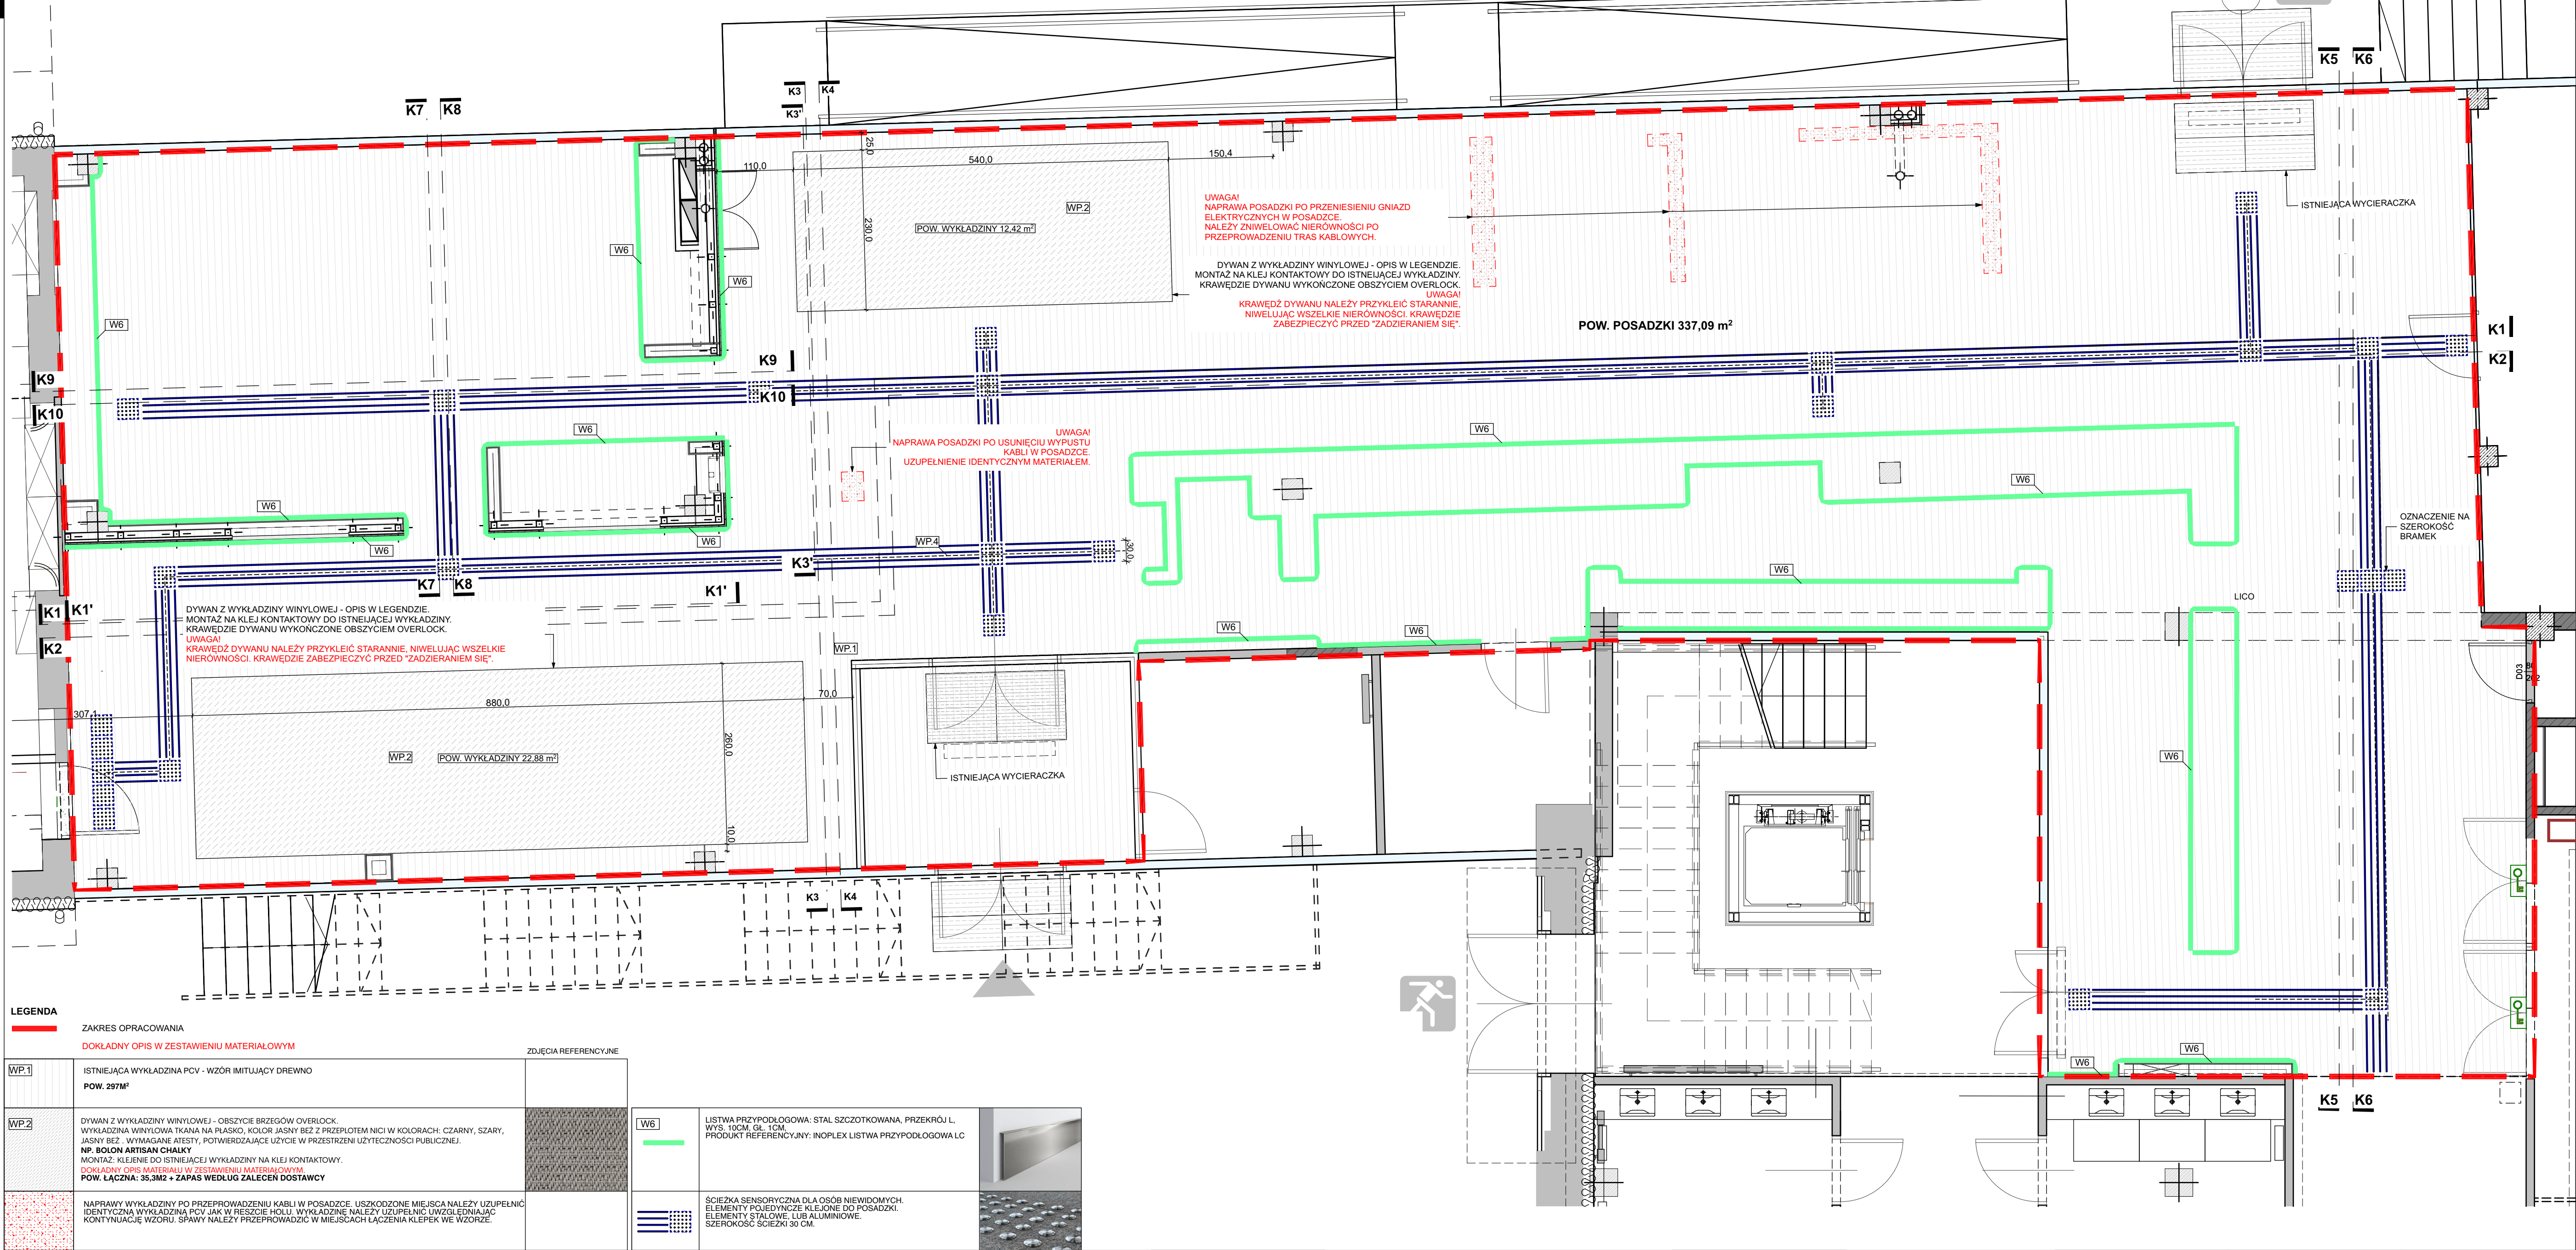 K5 K6
K7 K8
K3 K4
K3'
25,0
110,0
540,0
150,4
WP.2
POW. WYKŁADZINY 12,42 m²
230,0
UWAGA!
NAPRAWA POSADZKI PO PRZENIESIENIU GNIAZD
ELEKTRYCZNYCH W POSADZCE.
NALEŻY ZNIWELOWAĆ NIERÓWNOŚCI PO
PRZEPROWADZENIU TRAS KABLOWYCH.
ISTNIEJĄCA WYCIERACZKA
W6
W6
W6
DYWAN Z WYKŁADZINY WINYLOWEJ - OPIS W LEGENDZIE.
MONTAŻ NA KLEJ KONTAKTOWY DO ISTNIEJĄCEJ WYKŁADZINY.
KRAWĘDZIE DYWANU WYKOŃCZONE OBSZYCIEM OVERLOCK.
UWAGA!
KRAWĘDŹ DYWANU NALEŻY PRZYKLEIĆ STARANNIE,
NIWELUJĄC WSZELKIE NIERÓWNOŚCI. KRAWĘDZIE
ZABEZPIECZYĆ PRZED "ZADZIERANIEM SIĘ".
POW. POSADZKI 337,09 m²
K1
K2
K9
K10
K9
K10
W6
W6
UWAGA!
NAPRAWA POSADZKI PO USUNIĘCIU WYPUSTU
KABLI W POSADZCE.
UZUPEŁNIENIE IDENTYCZNYM MATERIAŁEM.
W6
W6
W6
W6
WP.4
30,0
OZNACZENIE NA
SZEROKOŚĆ
BRAMEK
K3'
K7 K8
K1'
K1 K1'
K2
W6
LICO
DYWAN Z WYKŁADZINY WINYLOWEJ - OPIS W LEGENDZIE.
MONTAŻ NA KLEJ KONTAKTOWY DO ISTNIEJĄCEJ WYKŁADZINY.
KRAWĘDZIE DYWANU WYKOŃCZONE OBSZYCIEM OVERLOCK.
UWAGA!
KRAWĘDŹ DYWANU NALEŻY PRZYKLEIĆ STARANNIE, NIWELUJĄC WSZELKIE
NIERÓWNOŚCI. KRAWĘDZIE ZABEZPIECZYĆ PRZED "ZADZIERANIEM SIĘ".
W6
W6
WP.1
D03
307,1
880,0
70,0
260,0
10,0
WP.2
POW. WYKŁADZINY 22,88 m²
ISTNIEJĄCA WYCIERACZKA
W6
K3 K4
W6
W6
K5 K6
LEGENDA
ZAKRES OPRACOWANIA
DOKŁADNY OPIS W ZESTAWIENIU MATERIAŁOWYM
ZDJĘCIA REFERENCYJNE
WP.1
ISTNIEJĄCA WYKŁADZINA PCV - WZÓR IMITUJĄCY DREWNO
POW. 297M²
WP.2
DYWAN Z WYKŁADZINY WINYLOWEJ - OBSZYCIE BRZEGÓW OVERLOCK.
WYKŁADZINA WINYLOWA TKANA NA PŁASKO, KOLOR JASNY BEŻ Z PRZEPLOTEM NICI W KOLORACH: CZARNY, SZARY,
JASNY BEŻ . WYMAGANE ATESTY, POTWIERDZAJĄCE UŻYCIE W PRZESTRZENI UŻYTECZNOŚCI PUBLICZNEJ.
NP. BOLON ARTISAN CHALKY
MONTAŻ: KLEJENIE DO ISTNIEJĄCEJ WYKŁADZINY NA KLEJ KONTAKTOWY.
DOKŁADNY OPIS MATERIAŁU W ZESTAWIENIU MATERIAŁOWYM.
POW. ŁĄCZNA: 35,3M2 + ZAPAS WEDŁUG ZALECEŃ DOSTAWCY
NAPRAWY WYKŁADZINY PO PRZEPROWADZENIU KABLI W POSADZCE. USZKODZONE MIEJSCA NALEŻY UZUPEŁNIĆ
IDENTYCZNĄ WYKŁADZINĄ PCV JAK W RESZCIE HOLU. WYKŁADZINĘ NALEŻY UZUPEŁNIĆ UWZGLĘDNIAJĄC
KONTYNUACJĘ WZORU. SPAWY NALEŻY PRZEPROWADZIĆ W MIEJSCACH ŁĄCZENIA KLEPEK WE WZORZE.
W6
LISTWA PRZYPODŁOGOWA: STAL SZCZOTKOWANA, PRZEKRÓJ L,
WYS. 10CM, GŁ. 1CM,
PRODUKT REFERENCYJNY: INOPLEX LISTWA PRZYPODŁOGOWA LC
ŚCIEŻKA SENSORYCZNA DLA OSÓB NIEWIDOMYCH.
ELEMENTY POJEDYNCZE KLEJONE DO POSADZKI.
ELEMENTY STALOWE, LUB ALUMINIOWE.
SZEROKOŚĆ ŚCIEŻKI 30 CM.